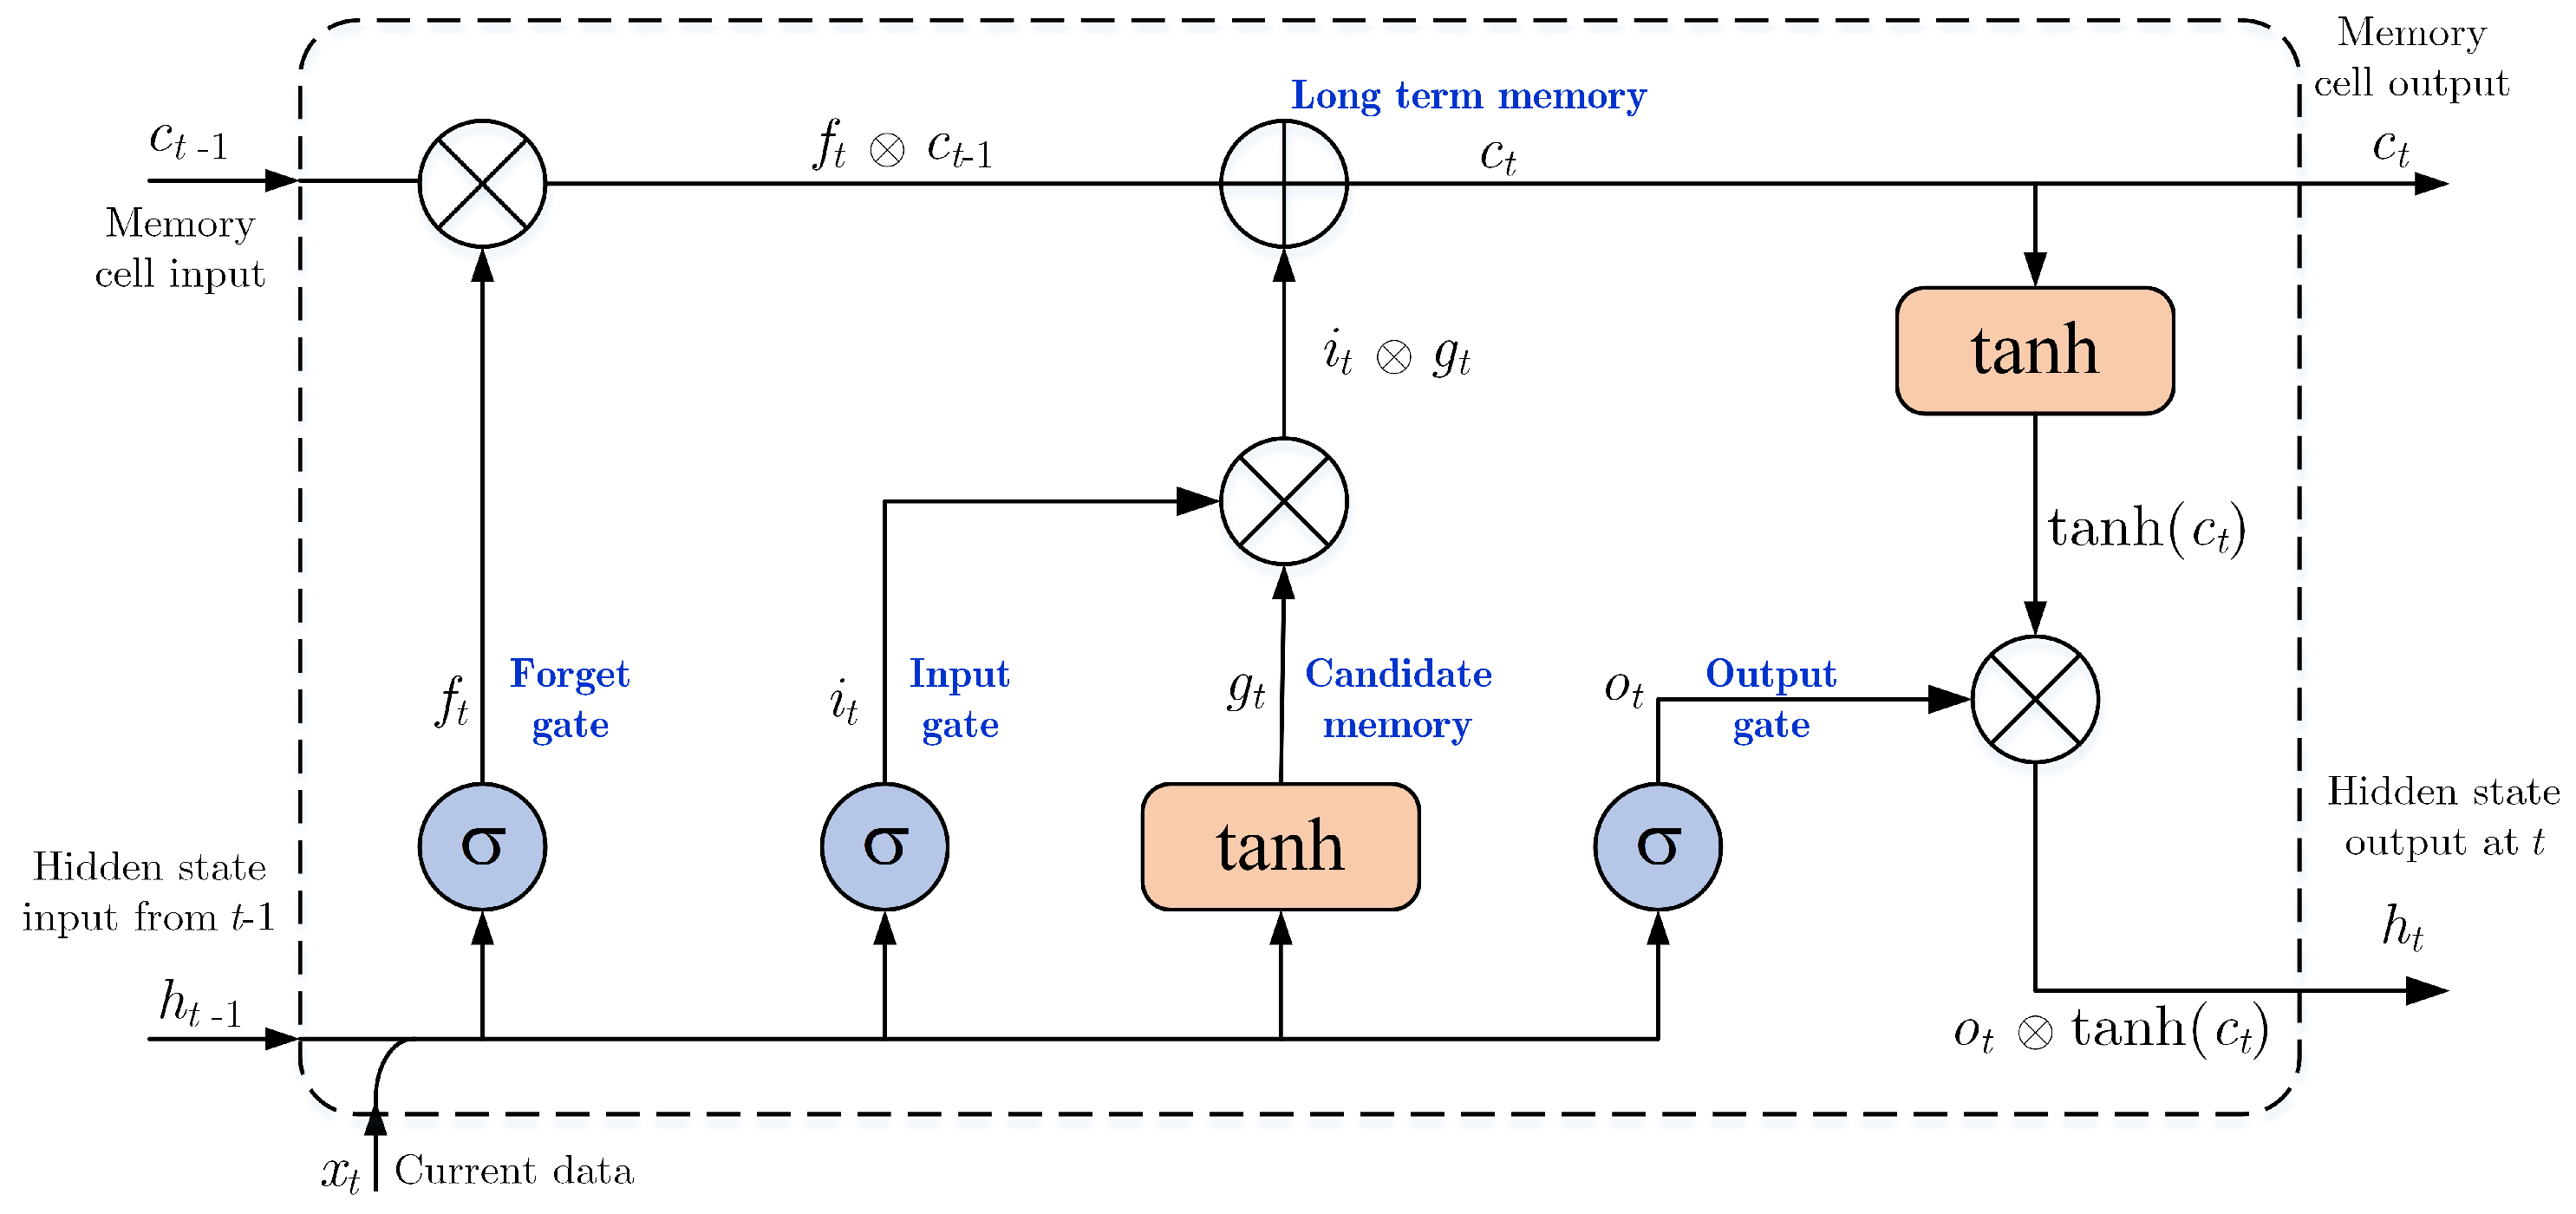 Memory
cell output
Long term memory
c_{t-1}
f_t ⊗ c_{t-1}
c_t
c_t
Memory
cell input
i_t ⊗ g_t
tanh
tanh(c_t)
f_t
Forget
gate
i_t
Input
gate
g_t
Candidate
memory
o_t
Output
gate
σ
σ
tanh
σ
Hidden state
output at t
Hidden state
input from t-1
h_t
h_{t-1}
o_t ⊗ tanh(c_t)
x_t
Current data